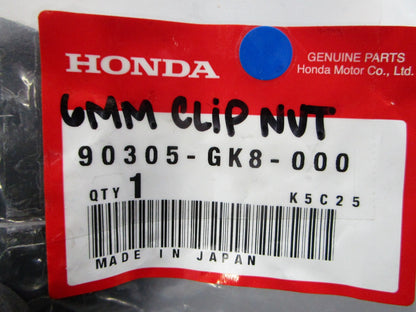 HONDA
GENUINE PARTS
Honda Motor Co., Ltd.
6MM CLIP NUT
90305-GK8-000
QTY 1 K5C25
MADE IN JAPAN